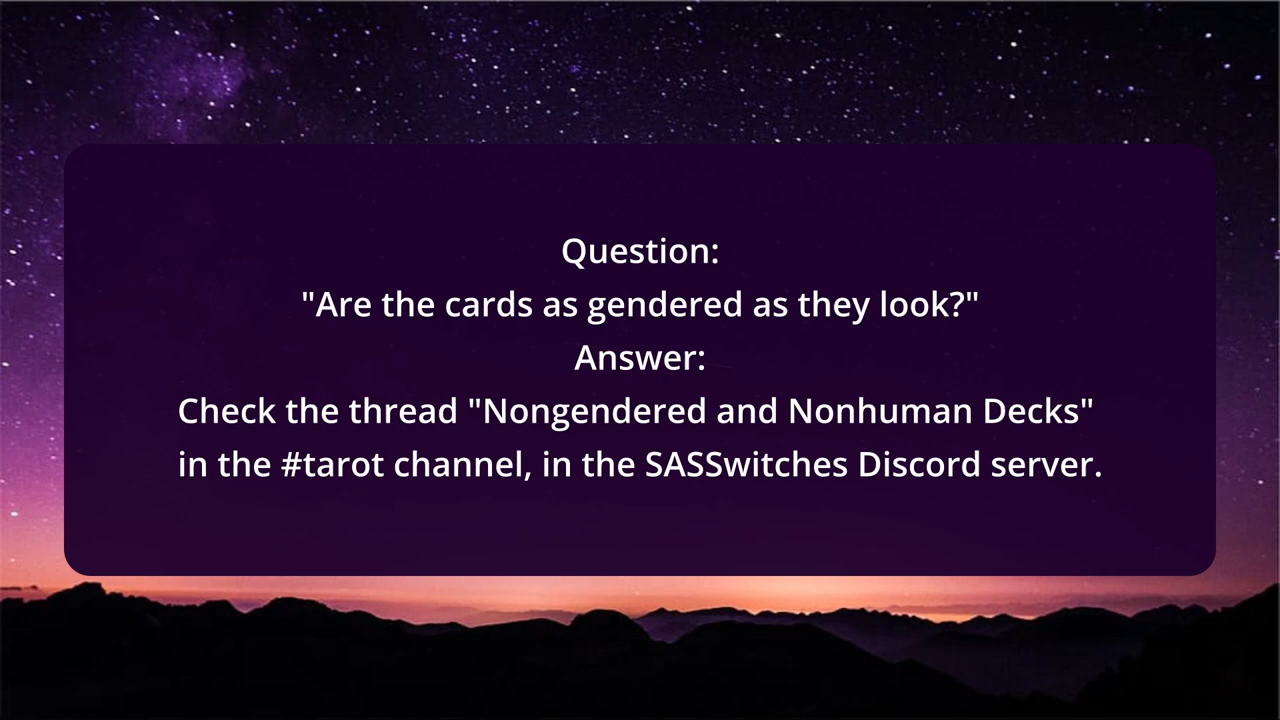 Question:
"Are the cards as gendered as they look?"
Answer:
Check the thread "Nongendered and Nonhuman Decks"
in the #tarot channel, in the SASSwitches Discord server.